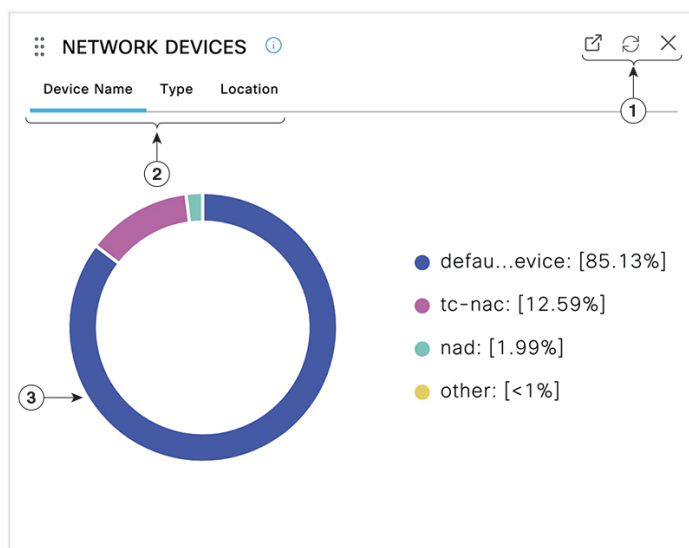 NETWORK DEVICES
Device Name Type Location
1
2
defau...evice: [85.13%]
tc-nac: [12.59%]
nad: [1.99%]
other: [<1%]
3